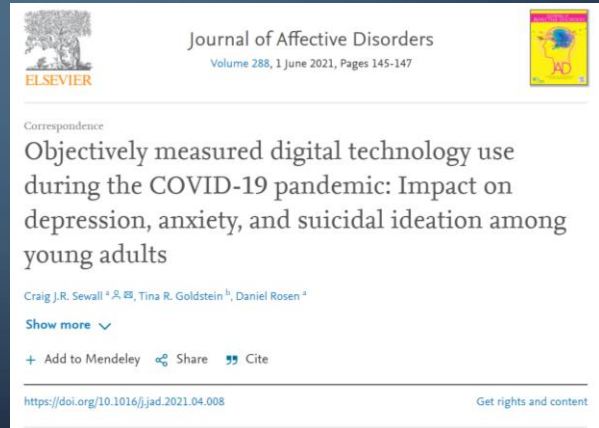 Journal of Affective Disorders
Volume 288, 1 June 2021, Pages 145-147
ELSEVIER
JAD
Correspondence
Objectively measured digital technology use
during the COVID-19 pandemic: Impact on
depression, anxiety, and suicidal ideation among
young adults
Craig J.R. Sewall a, Tina R. Goldstein b, Daniel Rosen a
Show more
+ Add to Mendeley Share Cite
https://doi.org/10.1016/j.jad.2021.04.008 Get rights and content